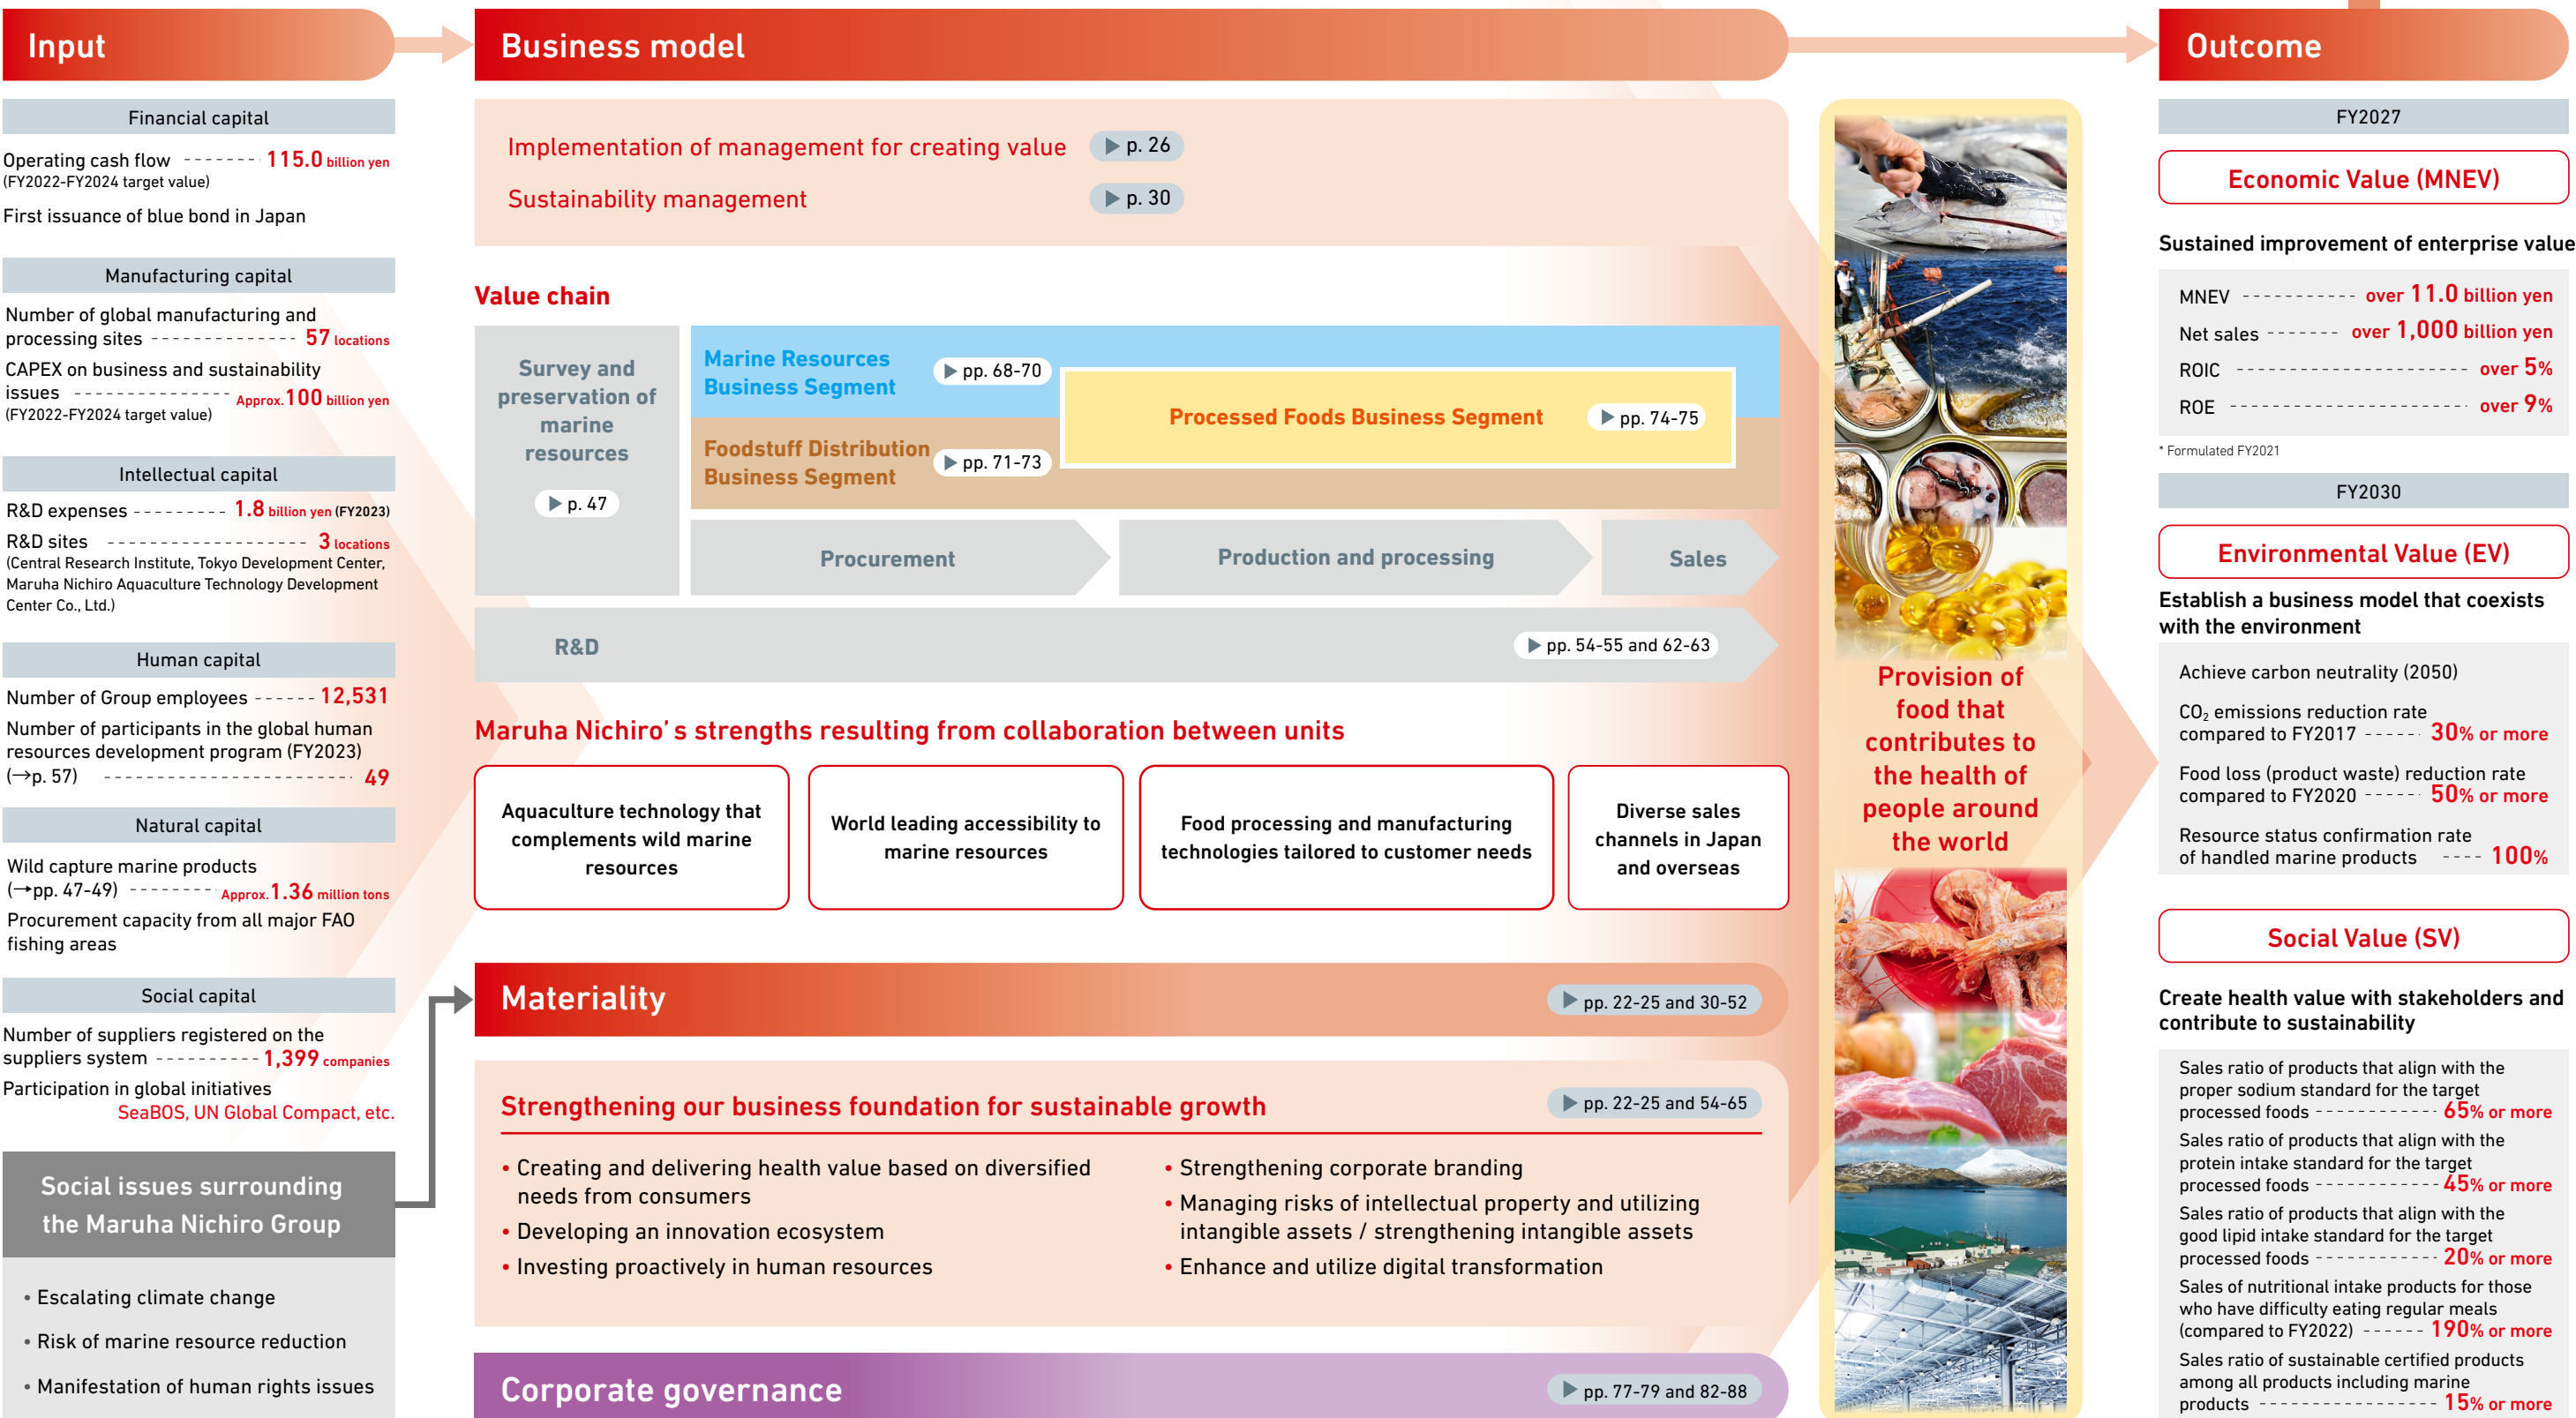 Input
Financial capital
Operating cash flow 115.0 billion yen
(FY2022-FY2024 target value)
First issuance of blue bond in Japan
Manufacturing capital
Number of global manufacturing and
processing sites 57 locations
CAPEX on business and sustainability
issues Approx.100 billion yen
(FY2022-FY2024 target value)
Intellectual capital
R&D expenses 1.8 billion yen (FY2023)
R&D sites 3 locations
(Central Research Institute, Tokyo Development Center,
Maruha Nichiro Aquaculture Technology Development
Center Co., Ltd.)
Human capital
Number of Group employees 12,531
Number of participants in the global human
resources development program (FY2023)
(→p. 57) 49
Natural capital
Wild capture marine products
(→pp. 47-49) Approx.1.36 million tons
Procurement capacity from all major FAO
fishing areas
Social capital
Number of suppliers registered on the
suppliers system 1,399 companies
Participation in global initiatives
SeaBOS, UN Global Compact, etc.
Social issues surrounding
the Maruha Nichiro Group
• Escalating climate change
• Risk of marine resource reduction
• Manifestation of human rights issues
Business model
Implementation of management for creating value ▶ p. 26
Sustainability management ▶ p. 30
Value chain
Survey and
preservation of
marine
resources
▶ p. 47
Marine Resources
Business Segment
▶ pp. 68-70
Foodstuff Distribution
Business Segment
▶ pp. 71-73
Processed Foods Business Segment ▶ pp. 74-75
Procurement
Production and processing
Sales
R&D ▶ pp. 54-55 and 62-63
Maruha Nichiro's strengths resulting from collaboration between units
Aquaculture technology that
complements wild marine
resources
World leading accessibility to
marine resources
Food processing and manufacturing
technologies tailored to customer needs
Diverse sales
channels in Japan
and overseas
Materiality ▶ pp. 22-25 and 30-52
Strengthening our business foundation for sustainable growth ▶ pp. 22-25 and 54-65
• Creating and delivering health value based on diversified
needs from consumers
• Developing an innovation ecosystem
• Investing proactively in human resources
• Strengthening corporate branding
• Managing risks of intellectual property and utilizing
intangible assets / strengthening intangible assets
• Enhance and utilize digital transformation
Corporate governance ▶ pp. 77-79 and 82-88
Provision of
food that
contributes to
the health of
people around
the world
Outcome
FY2027
Economic Value (MNEV)
Sustained improvement of enterprise value
MNEV over 11.0 billion yen
Net sales over 1,000 billion yen
ROIC over 5%
ROE over 9%
* Formulated FY2021
FY2030
Environmental Value (EV)
Establish a business model that coexists
with the environment
Achieve carbon neutrality (2050)
CO₂ emissions reduction rate
compared to FY2017 30% or more
Food loss (product waste) reduction rate
compared to FY2020 50% or more
Resource status confirmation rate
of handled marine products 100%
Social Value (SV)
Create health value with stakeholders and
contribute to sustainability
Sales ratio of products that align with the
proper sodium standard for the target
processed foods 65% or more
Sales ratio of products that align with the
protein intake standard for the target
processed foods 45% or more
Sales ratio of products that align with the
good lipid intake standard for the target
processed foods 20% or more
Sales of nutritional intake products for those
who have difficulty eating regular meals
(compared to FY2022) 190% or more
Sales ratio of sustainable certified products
among all products including marine
products 15% or more